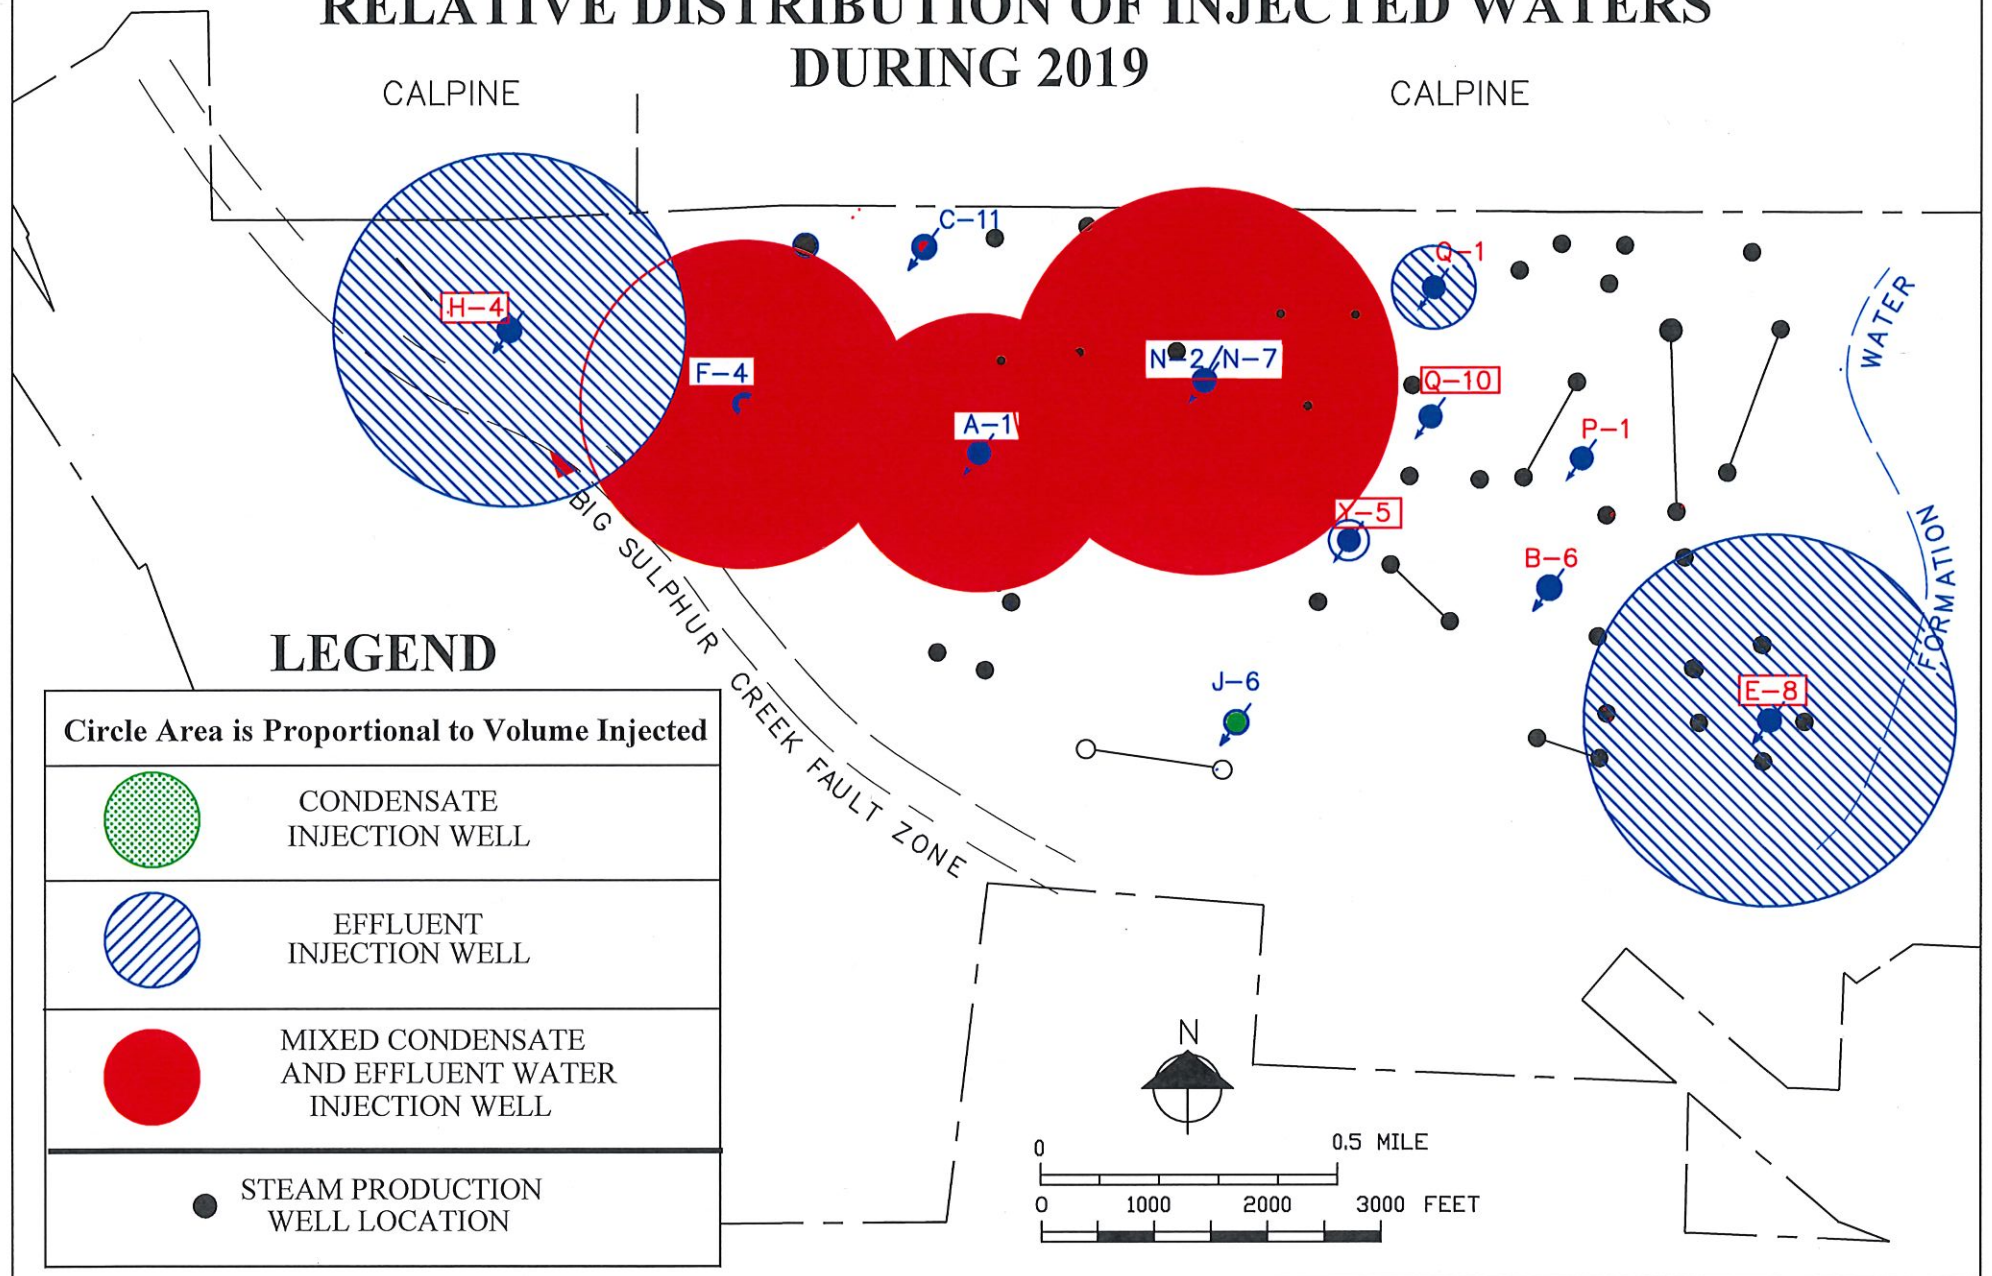 RELATIVE DISTRIBUTION OF INJECTED WATERS
DURING 2019
CALPINE
CALPINE
C-11
Q-1
H-4
F-4
N-2/N-7
Q-10
A-1
P-1
Y-5
B-6
WATER
FORMATION
BIG SULPHUR CREEK FAULT ZONE
J-6
E-8
LEGEND
Circle Area is Proportional to Volume Injected
CONDENSATE
INJECTION WELL
EFFLUENT
INJECTION WELL
MIXED CONDENSATE
AND EFFLUENT WATER
INJECTION WELL
STEAM PRODUCTION
WELL LOCATION
N
0 0.5 MILE
0 1000 2000 3000 FEET